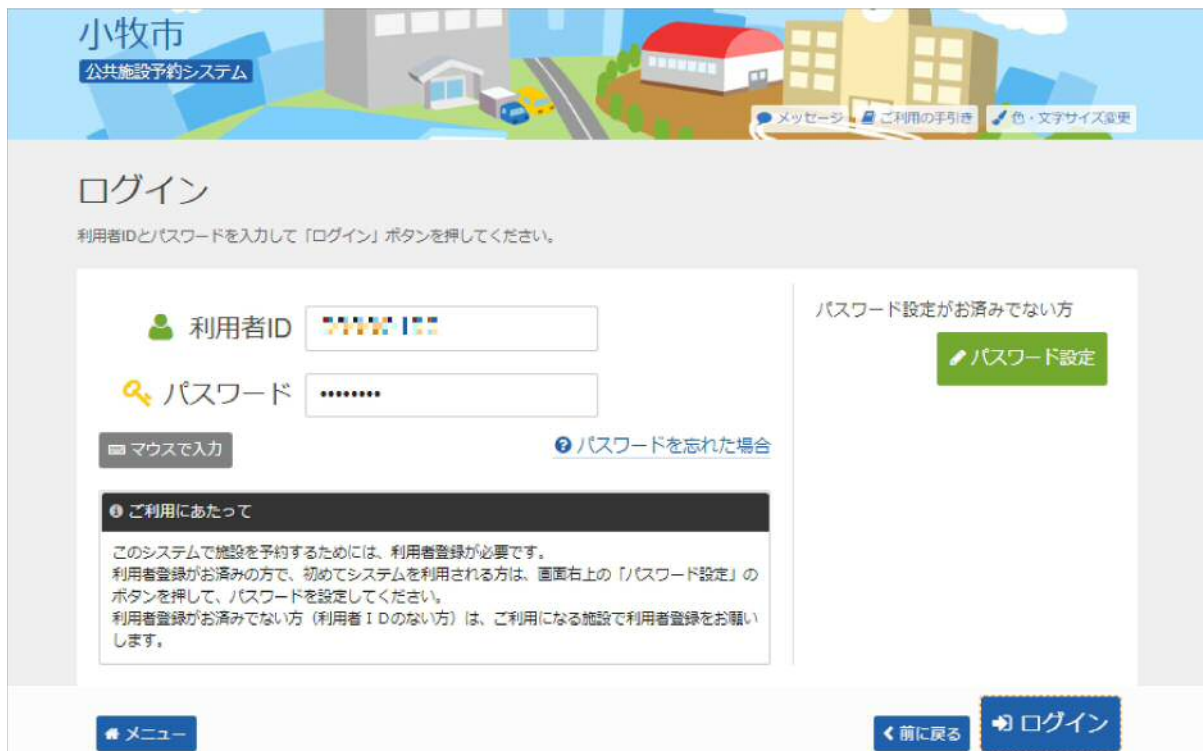 小牧市
公共施設予約システム
メッセージ
ご利用の手引き
色・文字サイズ変更
ログイン
利用者IDとパスワードを入力して「ログイン」ボタンを押してください。
利用者ID
パスワード
••••••••
マウスで入力
パスワードを忘れた場合
ご利用にあたって
このシステムで施設を予約するためには、利用者登録が必要です。
利用者登録がお済みの方で、初めてシステムを利用される方は、画面右上の「パスワード設定」の
ボタンを押して、パスワードを設定してください。
利用者登録がお済みでない方（利用者ＩＤのない方）は、ご利用になる施設で利用者登録をお願い
します。
パスワード設定がお済みでない方
パスワード設定
メニュー
前に戻る
ログイン